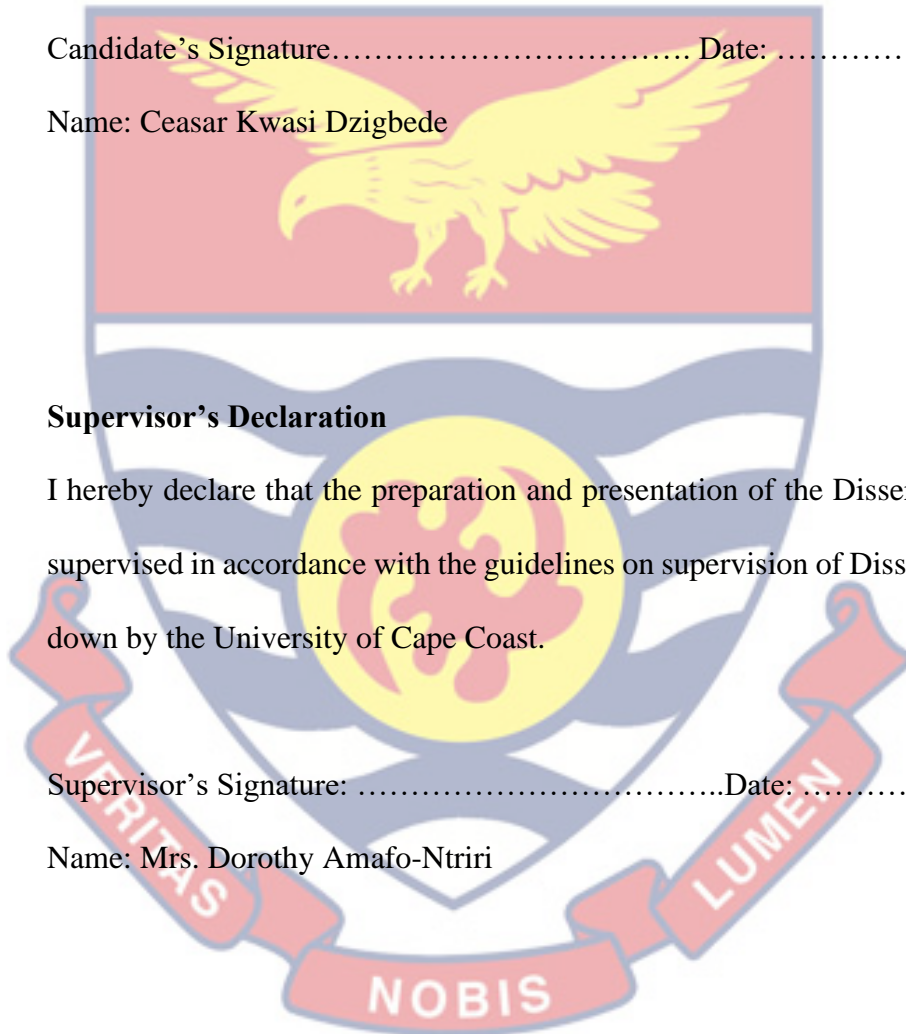 Candidate’s Signature……………………………. Date: …………
Name: Ceasar Kwasi Dzigbede
Supervisor’s Declaration
I hereby declare that the preparation and presentation of the
supervised in accordance with the guidelines on supervision of
down by the University of Cape Coast.
Supervisor’s Signature: ……………………………..Date: …………
Name: Mrs. Dorothy Amafo-Ntriri
VERITAS
NOBIS
LUMEN